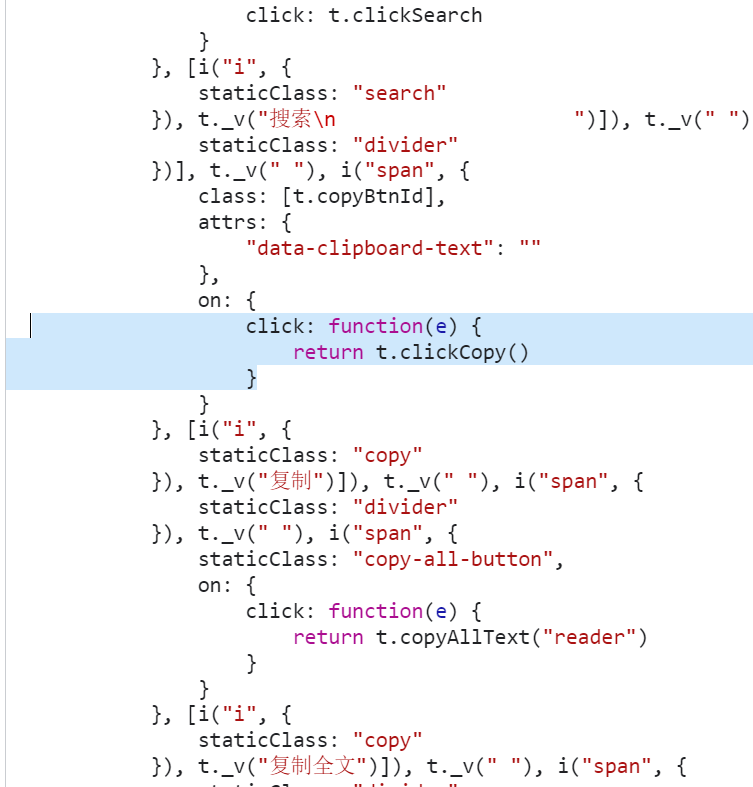 click: t.clickSearch
}
}, [i("i", {
staticClass: "search"
}), t._v("搜索\n                    ")]), t._v(" ")
staticClass: "divider"
})], t._v(" "), i("span", {
class: [t.copyBtnId],
attrs: {
"data-clipboard-text": ""
},
on: {
click: function(e) {
return t.clickCopy()
}
}
}, [i("i", {
staticClass: "copy"
}), t._v("复制")]), t._v(" "), i("span", {
staticClass: "divider"
}), t._v(" "), i("span", {
staticClass: "copy-all-button",
on: {
click: function(e) {
return t.copyAllText("reader")
}
}
}, [i("i", {
staticClass: "copy"
}), t._v("复制全文")]), t._v(" "), i("span", {